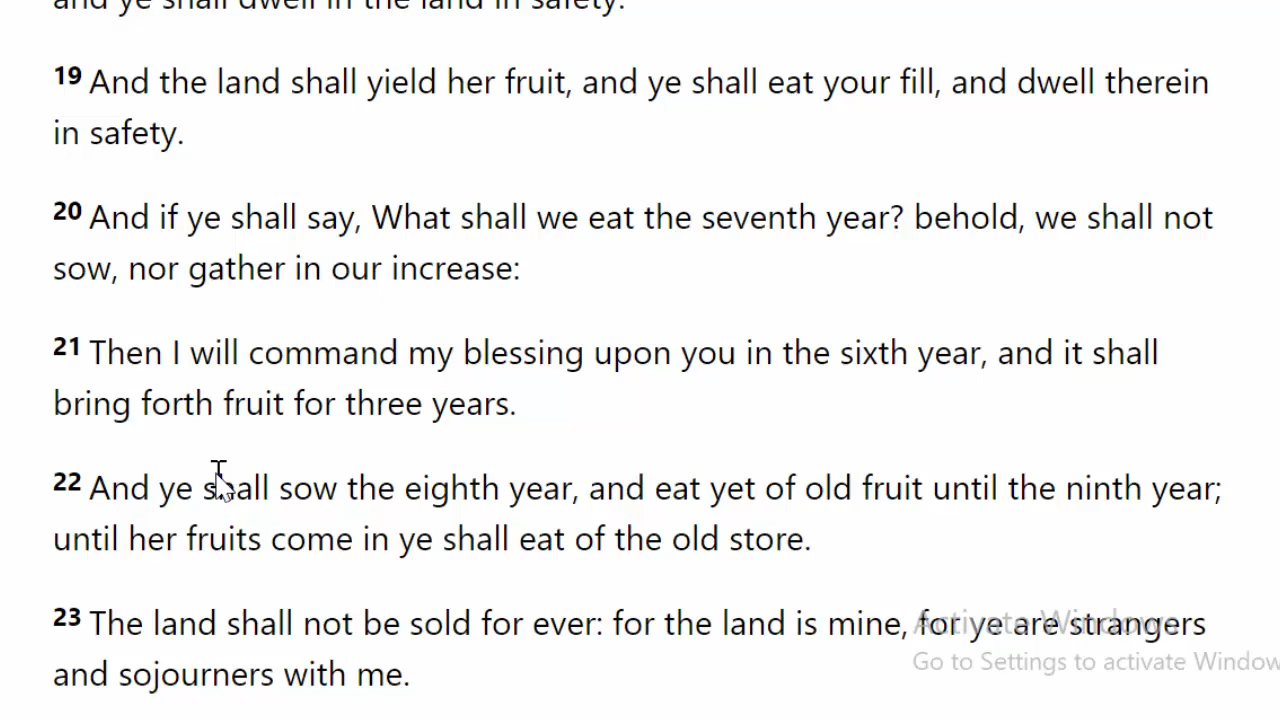 and ye shall dwell in the land in safety.
19 And the land shall yield her fruit, and ye shall eat your fill, and dwell therein
in safety.
20 And if ye shall say, What shall we eat the seventh year? behold, we shall not
sow, nor gather in our increase:
21 Then I will command my blessing upon you in the sixth year, and it shall
bring forth fruit for three years.
22 And ye shall sow the eighth year, and eat yet of old fruit until the ninth year;
until her fruits come in ye shall eat of the old store.
23 The land shall not be sold for ever: for the land is mine, for ye are strangers
and sojourners with me.
Activate Windows
Go to Settings to activate Window